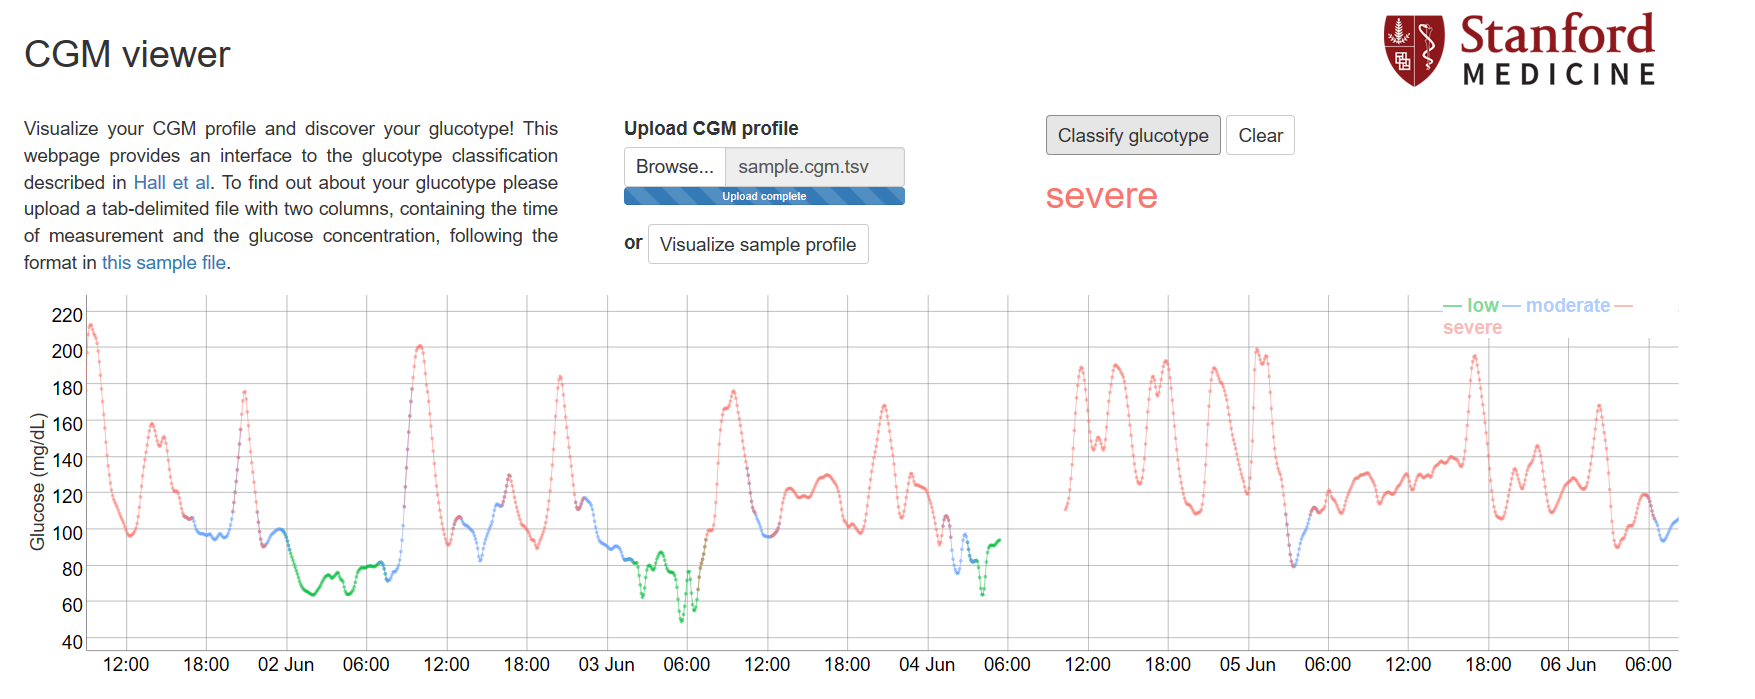 CGM viewer
Stanford
MEDICINE
Visualize your CGM profile and discover your glucotype! This
webpage provides an interface to the glucotype classification
described in Hall et al. To find out about your glucotype please
upload a tab-delimited file with two columns, containing the time
of measurement and the glucose concentration, following the
format in this sample file.
Upload CGM profile
Browse... sample.cgm.tsv
Upload complete
or Visualize sample profile
Classify glucotype Clear
severe
low moderate
severe
Glucose (mg/dL)
220
200
180
160
140
120
100
80
60
40
12:00 18:00 02 Jun 06:00 12:00 18:00 03 Jun 06:00 12:00 18:00 04 Jun 06:00 12:00 18:00 05 Jun 06:00 12:00 18:00 06 Jun 06:00